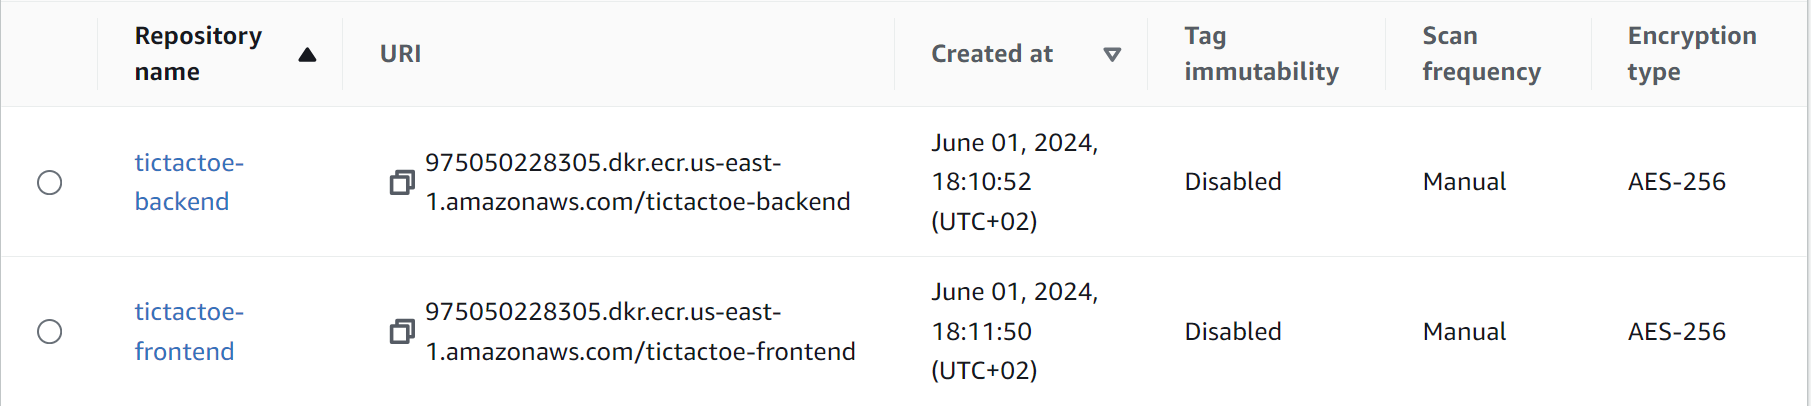 Repository name
URI
Created at
Tag immutability
Scan frequency
Encryption type
tictactoe-
backend
975050228305.dkr.ecr.us-east-
1.amazonaws.com/tictactoe-backend
June 01, 2024,
18:10:52
(UTC+02)
Disabled
Manual
AES-256
tictactoe-
frontend
975050228305.dkr.ecr.us-east-
1.amazonaws.com/tictactoe-frontend
June 01, 2024,
18:11:50
(UTC+02)
Disabled
Manual
AES-256